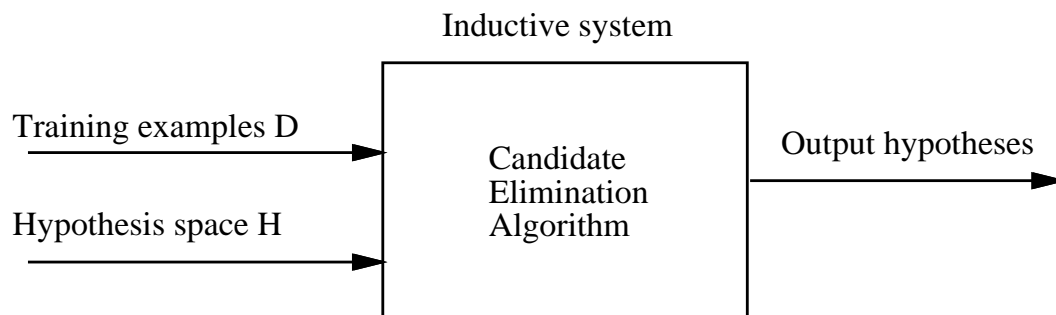 Inductive system
Training examples D
Hypothesis space H
Candidate
Elimination
Algorithm
Output hypotheses